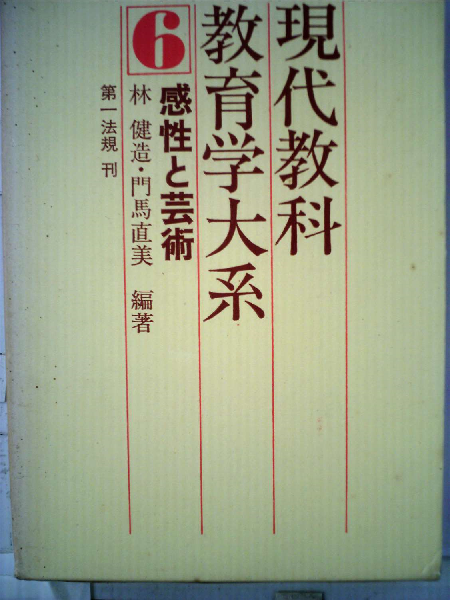 現代教科
教育学大系
6
感性と芸術
林 健造・門馬直美 編著
第一法規 刊